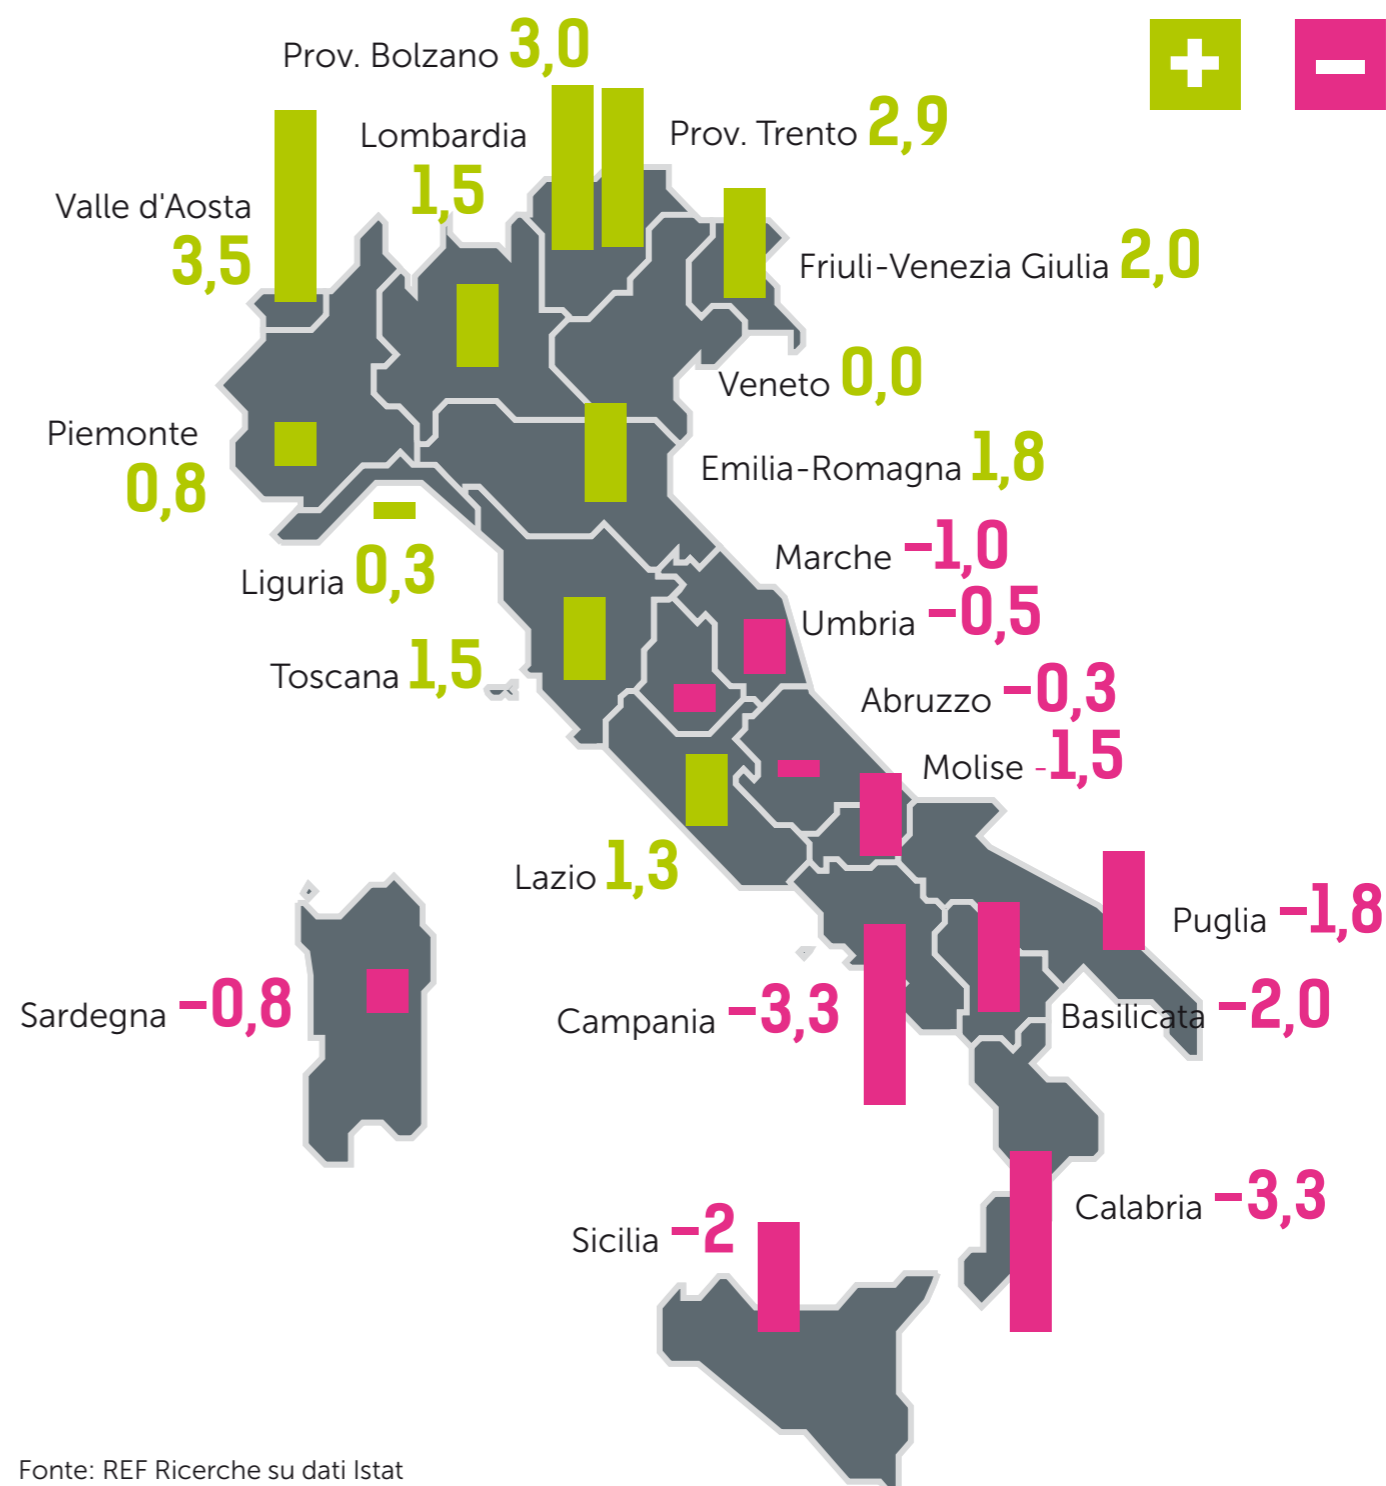 Prov. Bolzano 3,0
+ −
Lombardia
1,5
Prov. Trento 2,9
Valle d'Aosta
3,5
Friuli-Venezia Giulia 2,0
Veneto 0,0
Piemonte
0,8
Emilia-Romagna 1,8
Liguria 0,3
Marche −1,0
Umbria −0,5
Toscana 1,5
Abruzzo −0,3
Molise -1,5
Lazio 1,3
Puglia −1,8
Sardegna −0,8
Campania −3,3
Basilicata −2,0
Calabria −3,3
Sicilia −2
Fonte: REF Ricerche su dati Istat